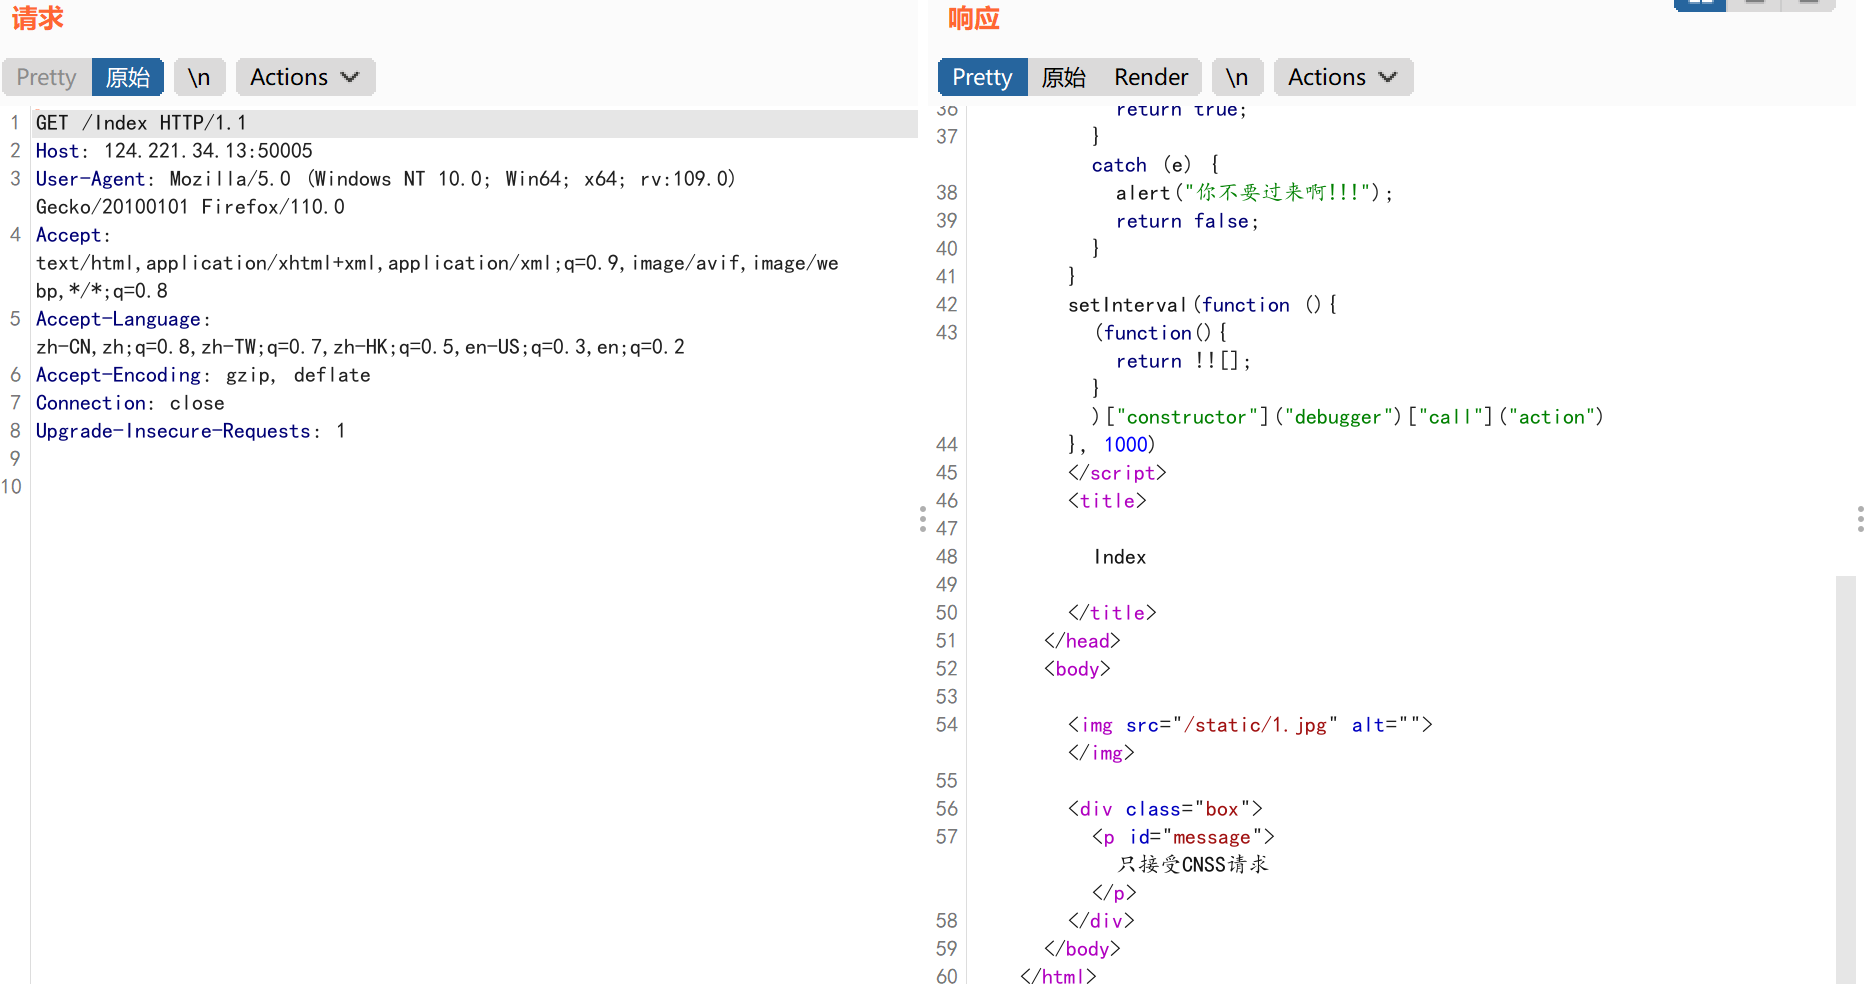 请求
Pretty 原始 \n Actions
1 GET /Index HTTP/1.1
2 Host: 124.221.34.13:50005
3 User-Agent: Mozilla/5.0 (Windows NT 10.0; Win64; x64; rv:109.0)
Gecko/20100101 Firefox/110.0
4 Accept:
text/html,application/xhtml+xml,application/xml;q=0.9,image/avif,image/we
bp,*/*;q=0.8
5 Accept-Language:
zh-CN,zh;q=0.8,zh-TW;q=0.7,zh-HK;q=0.5,en-US;q=0.3,en;q=0.2
6 Accept-Encoding: gzip, deflate
7 Connection: close
8 Upgrade-Insecure-Requests: 1
9
10
响应
Pretty 原始 Render \n Actions
36 return true;
37 }
catch (e) {
38 alert("你不要过来啊!!!");
39 return false;
40 }
41 }
42 setInterval(function (){
43 (function(){
return !![];
}
)["constructor"]("debugger")["call"]("action")
44 }, 1000)
45 </script>
46 <title>
47
48 Index
49
50 </title>
51 </head>
52 <body>
53
54 <img src="/static/1.jpg" alt="">
</img>
55
56 <div class="box">
57 <p id="message">
只接受CNSS请求
</p>
58 </div>
59 </body>
60 </html>